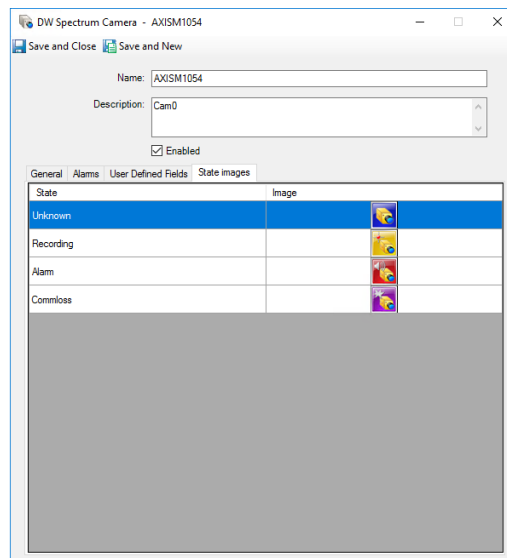 DW Spectrum Camera - AXISM1054
Save and Close Save and New
Name: AXISM1054
Description: Cam0
Enabled
General Alarms User Defined Fields State images
State Image
Unknown
Recording
Alarm
Commloss